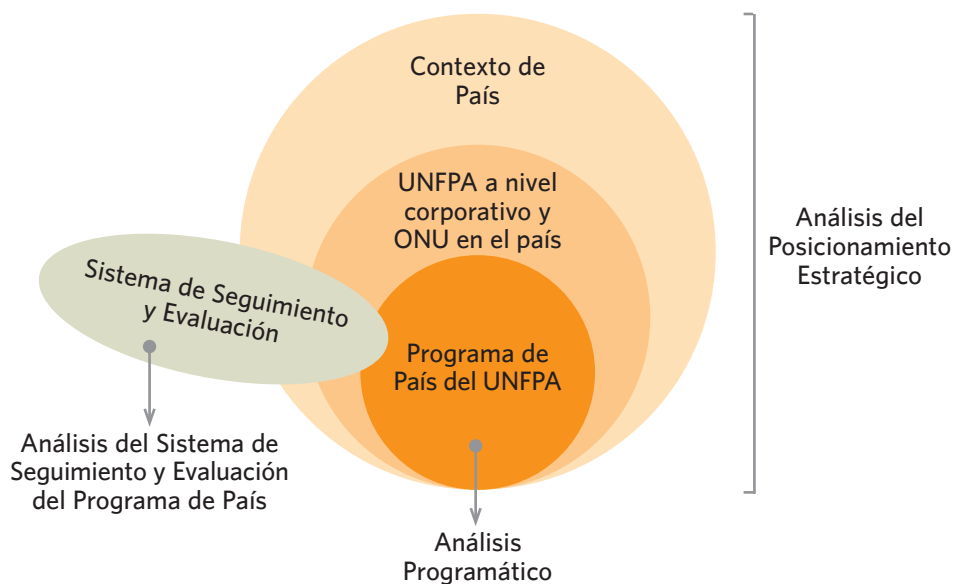 Contexto de
País
UNFPA a nivel
corporativo y
ONU en el país
Análisis del
Posicionamiento
Estratégico
Sistema de Seguimiento
y Evaluación
Programa de
País del UNFPA
Análisis del Sistema de
Seguimiento y Evaluación
del Programa de País
Análisis
Programático